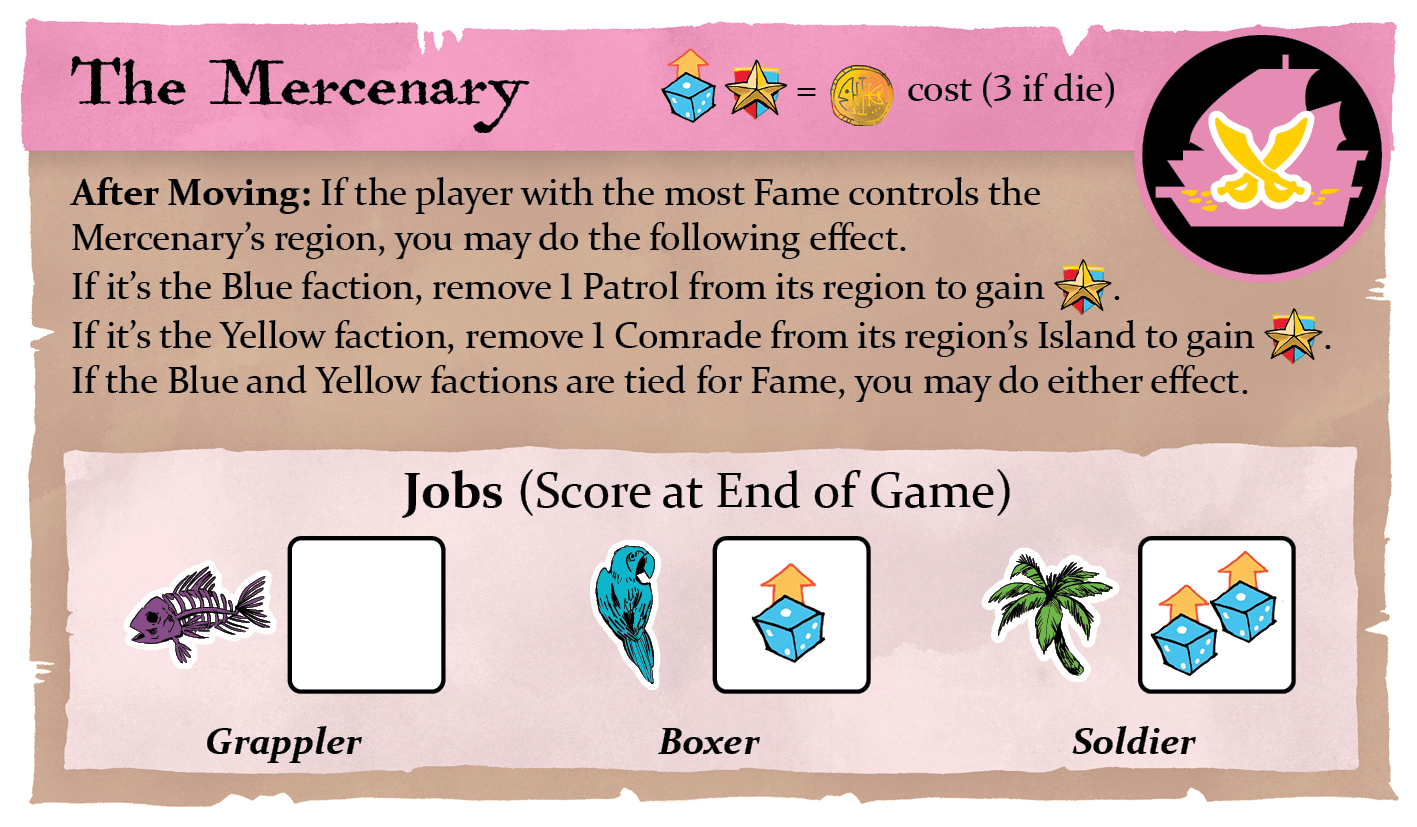 The Mercenary
= cost (3 if die)
After Moving: If the player with the most Fame controls the
Mercenary's region, you may do the following effect.
If it's the Blue faction, remove 1 Patrol from its region to gain .
If it's the Yellow faction, remove 1 Comrade from its region's Island to gain .
If the Blue and Yellow factions are tied for Fame, you may do either effect.
Jobs (Score at End of Game)
Grappler
Boxer
Soldier